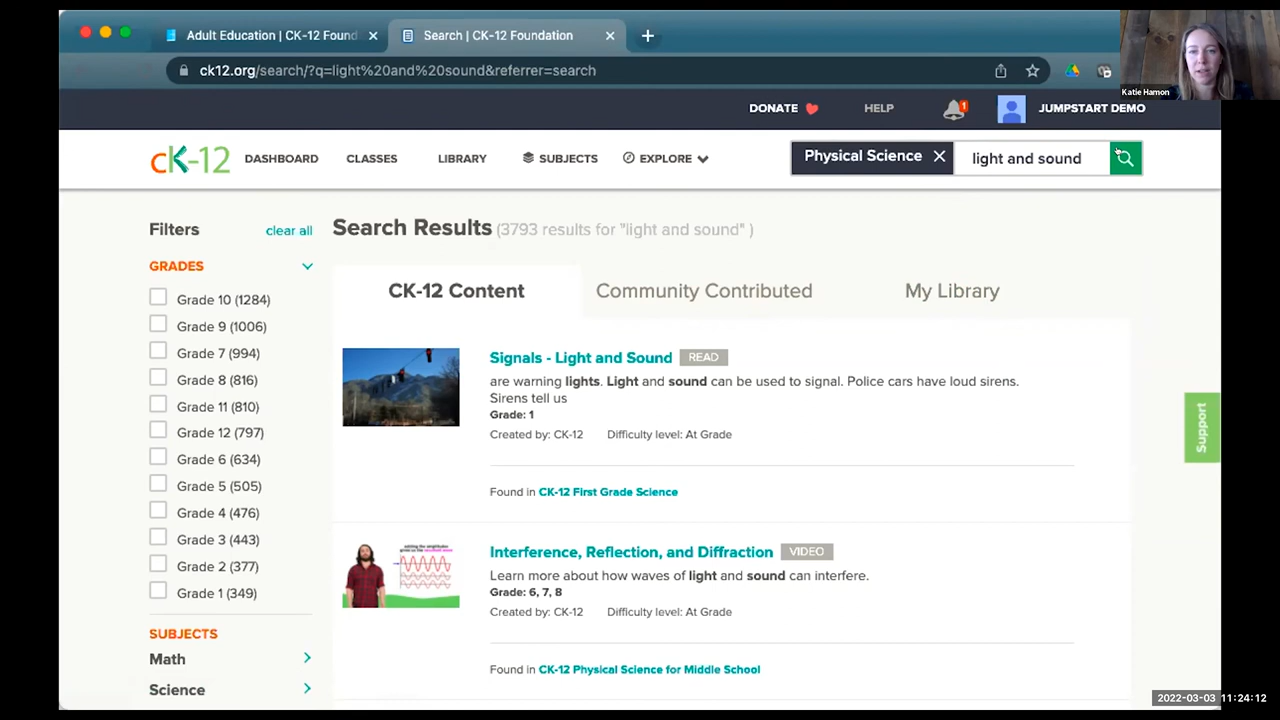 Adult Education | CK-12 Found
Search | CK-12 Foundation
ck12.org/search/?q=light%20and%20sound&referrer=search
Katie Hamon
DONATE
HELP
1
JUMPSTART DEMO
cK-12
DASHBOARD
CLASSES
LIBRARY
SUBJECTS
EXPLORE
Physical Science
light and sound
Filters
clear all
Search Results (3793 results for "light and sound" )
GRADES
Grade 10 (1284)
Grade 9 (1006)
Grade 7 (994)
Grade 8 (816)
Grade 11 (810)
Grade 12 (797)
Grade 6 (634)
Grade 5 (505)
Grade 4 (476)
Grade 3 (443)
Grade 2 (377)
Grade 1 (349)
SUBJECTS
Math
Science
CK-12 Content
Community Contributed
My Library
Signals - Light and Sound READ
are warning lights. Light and sound can be used to signal. Police cars have loud sirens.
Sirens tell us
Grade: 1
Created by: CK-12 Difficulty level: At Grade
Found in CK-12 First Grade Science
Interference, Reflection, and Diffraction VIDEO
Learn more about how waves of light and sound can interfere.
Grade: 6, 7, 8
Created by: CK-12 Difficulty level: At Grade
Found in CK-12 Physical Science for Middle School
Support
2022-03-03 11:24:12